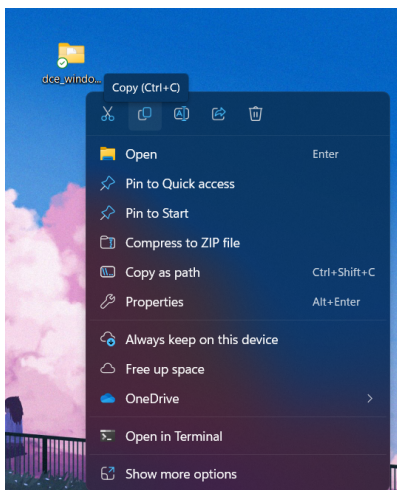 dce_windo...
Copy (Ctrl+C)
Open Enter
Pin to Quick access
Pin to Start
Compress to ZIP file
Copy as path Ctrl+Shift+C
Properties Alt+Enter
Always keep on this device
Free up space
OneDrive
Open in Terminal
Show more options